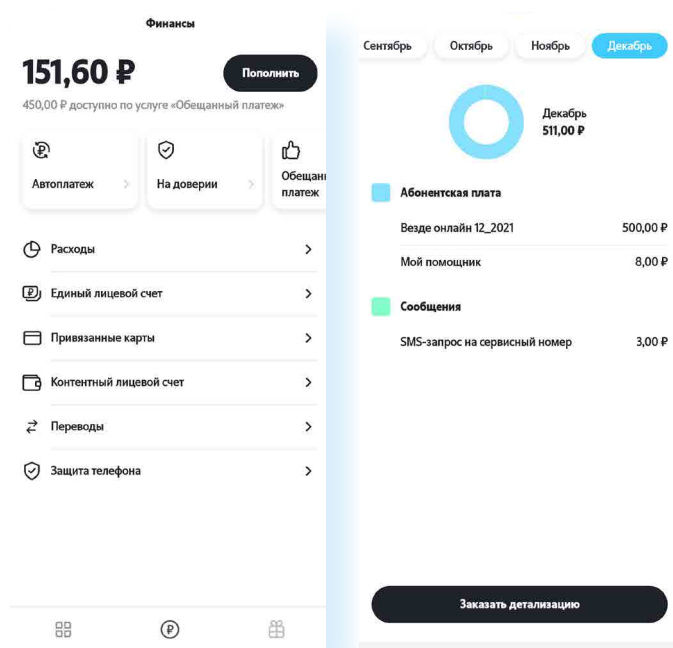 Финансы
151,60 ₽
Пополнить
450,00 ₽ доступно по услуге «Обещанный платеж»
Автоплатеж
На доверии
Обещан
платеж
Расходы
Единый лицевой счет
Привязанные карты
Контентный лицевой счет
Переводы
Защита телефона
Сентябрь
Октябрь
Ноябрь
Декабрь
Декабрь
511,00 ₽
Абонентская плата
Везде онлайн 12_2021 500,00 ₽
Мой помощник 8,00 ₽
Сообщения
SMS-запрос на сервисный номер 3,00 ₽
Заказать детализацию